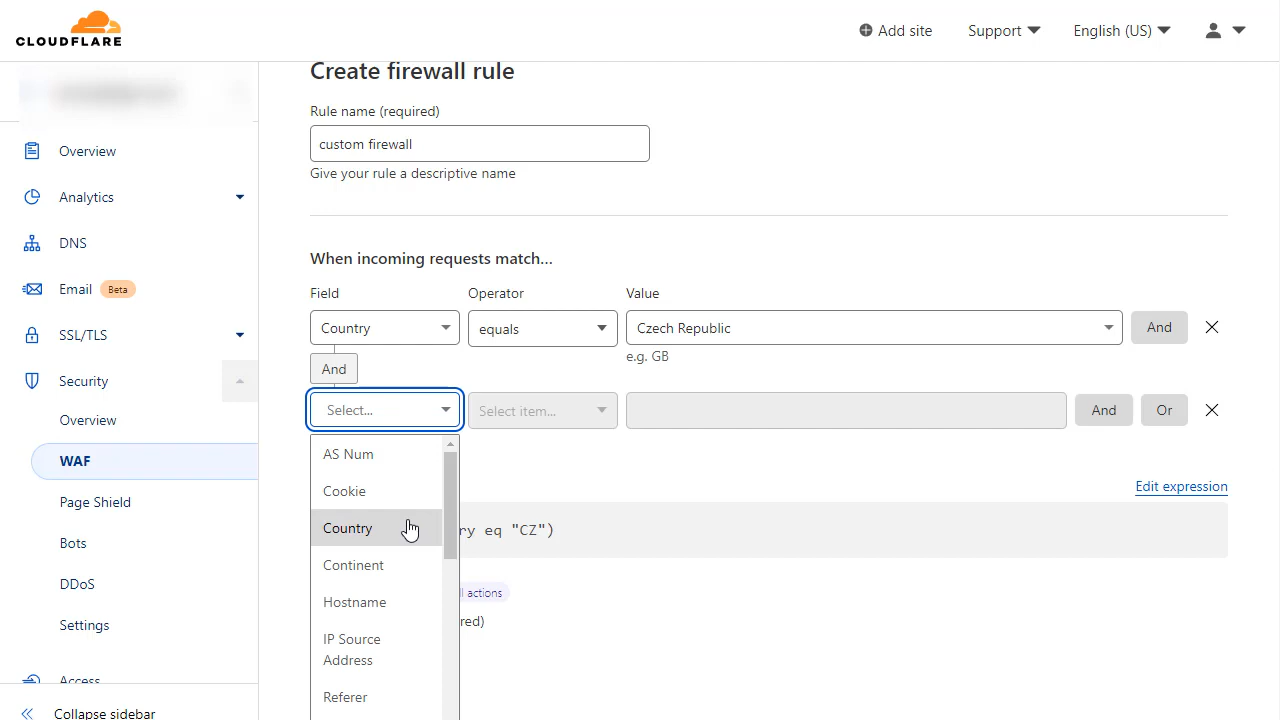 CLOUDFLARE
Add site
Support
English (US)
Overview
Analytics
DNS
Email Beta
SSL/TLS
Security
Overview
WAF
Page Shield
Bots
DDoS
Settings
Access
Collapse sidebar
Create firewall rule
Rule name (required)
custom firewall
Give your rule a descriptive name
When incoming requests match...
Field Operator Value
Country equals Czech Republic And
e.g. GB
And
Select... Select item... And Or
AS Num
Cookie
Country
Continent
Hostname
IP Source
Address
Referer
Edit expression
ry eq "CZ")
actions
red)